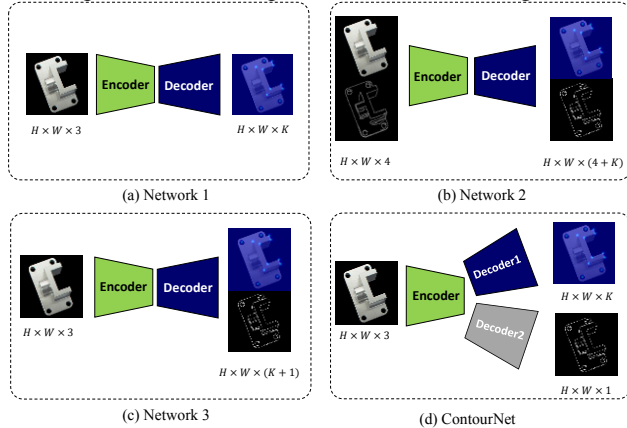 Encoder
Decoder
H × W × 3
H × W × K
(a) Network 1
Encoder
Decoder
H × W × 4
H × W × (4 + K)
(b) Network 2
Encoder
Decoder
H × W × 3
H × W × (K + 1)
(c) Network 3
Encoder
Decoder1
Decoder2
H × W × 3
H × W × K
H × W × 1
(d) ContourNet